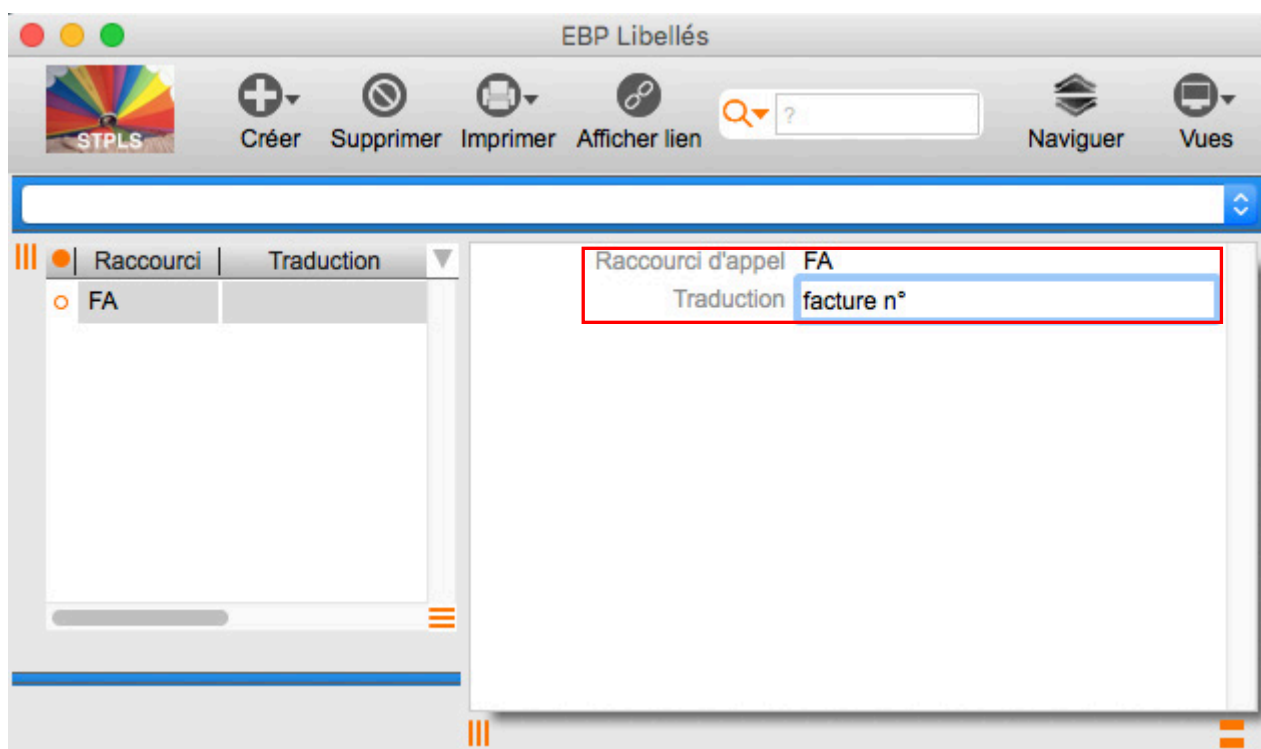 EBP Libellés
STPLS
Créer Supprimer Imprimer Afficher lien ? Naviguer Vues
Raccourci Traduction
FA
Raccourci d'appel FA
Traduction facture n°